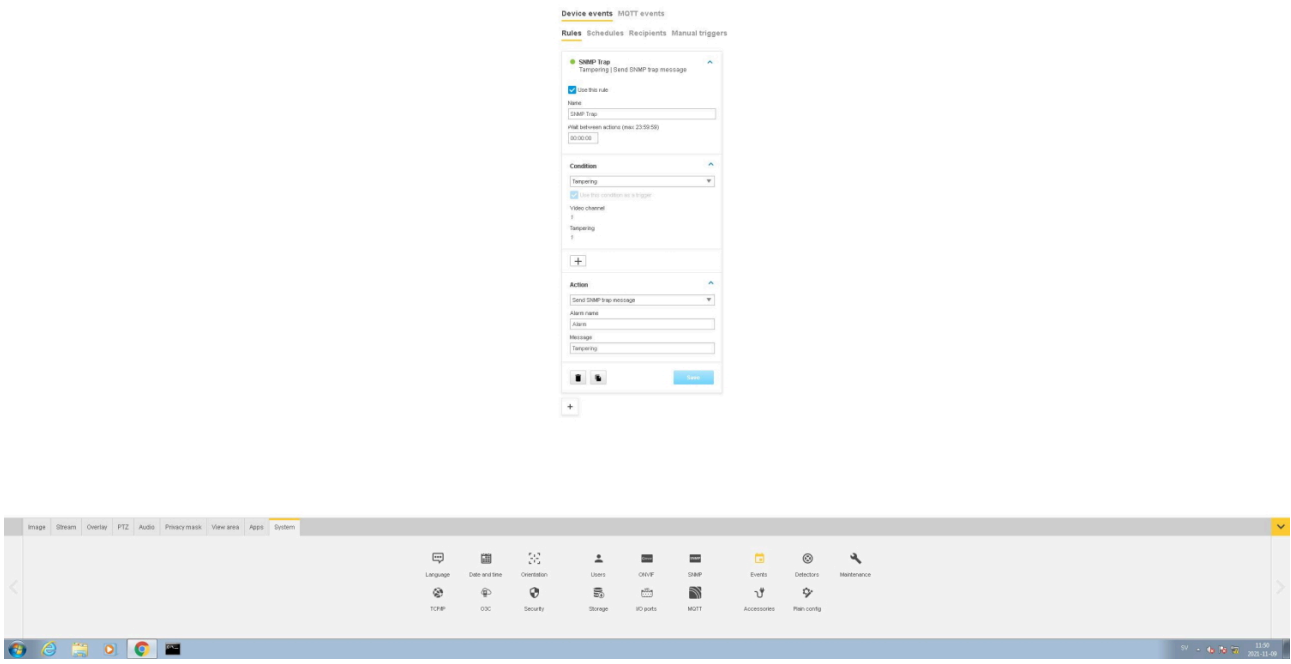 Device events MQTT events
Rules Schedules Recipients Manual triggers
SNMP Trap
Tampering | Send SNMP trap message
Use this rule
Name
SNMP Trap
Wait between actions (max 23:59:59)
00:00:00
Condition
Tampering
Use this condition as a trigger
Video channel
Tampering
+
Action
Send SNMP trap message
Alarm name
Alarm
Message
Tampering
Save
+
Image Stream Overlay PTZ Audio Privacy mask View area Apps System
Language Date and time Orientation Users ONVIF SNMP Events Detectors Maintenance
TCP/IP O3C Security Storage I/O ports MQTT Accessories Plain config
SV 11:50
2021-11-09